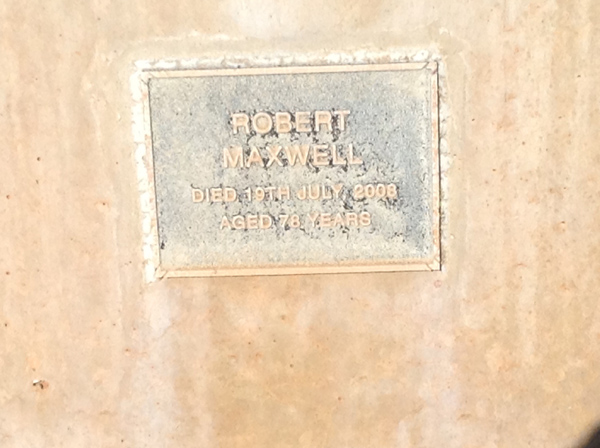 ROBERT
MAXWELL
DIED 19TH JULY 2008
AGED 78 YEARS